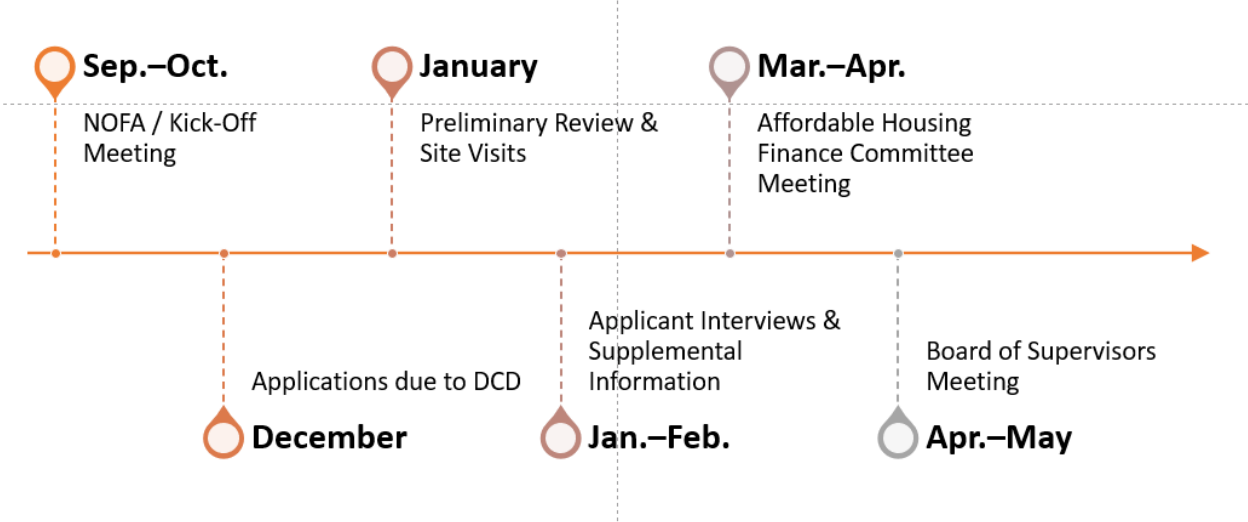 Sep.–Oct.
NOFA / Kick-Off
Meeting
Applications due to DCD
December
January
Preliminary Review &
Site Visits
Applicant Interviews &
Supplemental
Information
Jan.–Feb.
Mar.–Apr.
Affordable Housing
Finance Committee
Meeting
Board of Supervisors
Meeting
Apr.–May